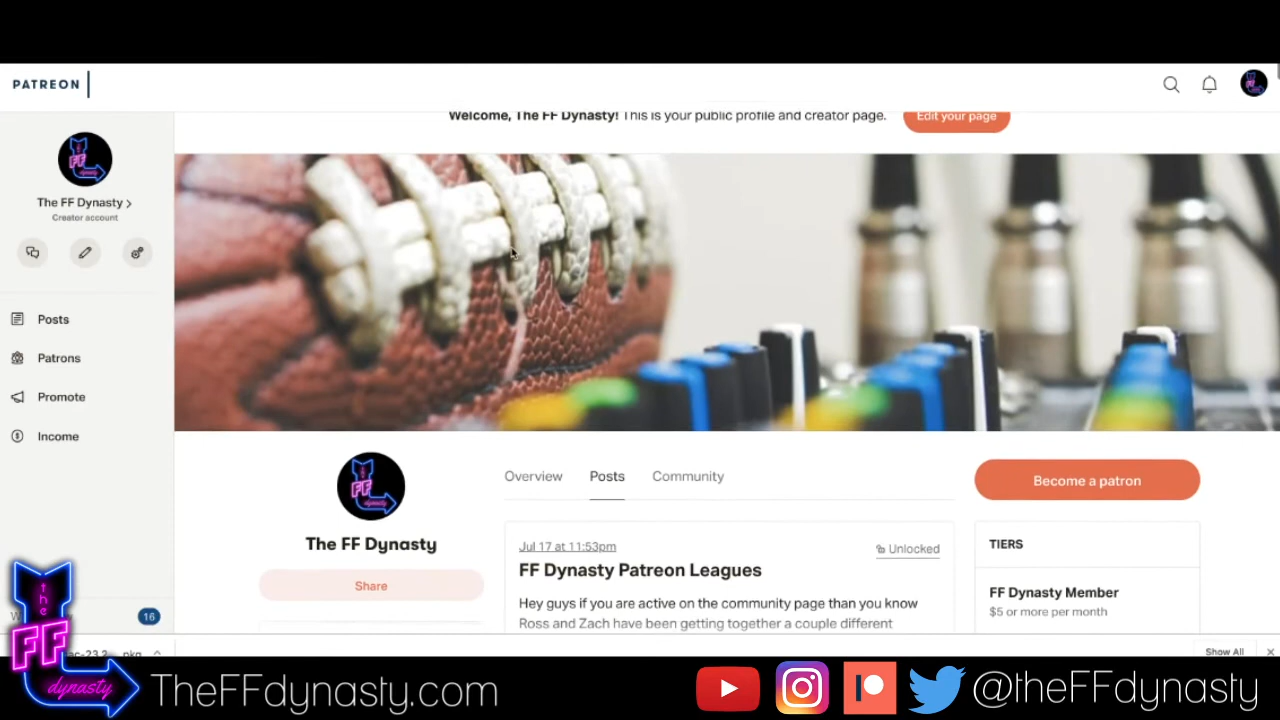 PATREON
Welcome, The FF Dynasty! This is your public profile and creator page.
Edit your page
The FF Dynasty
Creator account
Posts
Patrons
Promote
Income
16
Overview
Posts
Community
Become a patron
The FF Dynasty
Share
Jul 17 at 11:53pm
Unlocked
FF Dynasty Patreon Leagues
Hey guys if you are active on the community page than you know
Ross and Zach have been getting together a couple different
TIERS
FF Dynasty Member
$5 or more per month
Show All
the
FF
dynasty
TheFFdynasty.com
@theFFdynasty